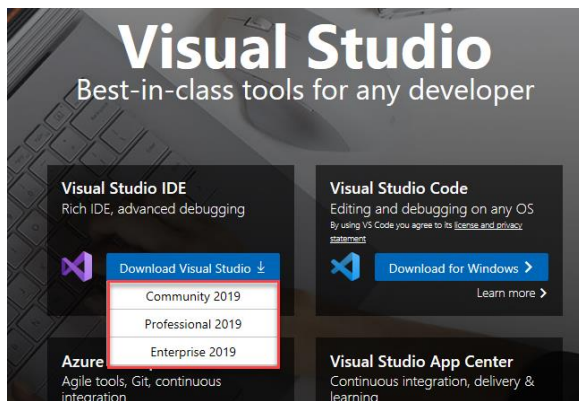 Visual Studio
Best-in-class tools for any developer
Visual Studio IDE
Rich IDE, advanced debugging
Download Visual Studio
Community 2019
Professional 2019
Enterprise 2019
Visual Studio Code
Editing and debugging on any OS
By using VS Code you agree to its license and privacy
statement
Download for Windows
Learn more
Azure
Agile tools, Git, continuous
integration
Visual Studio App Center
Continuous integration, delivery &
learning